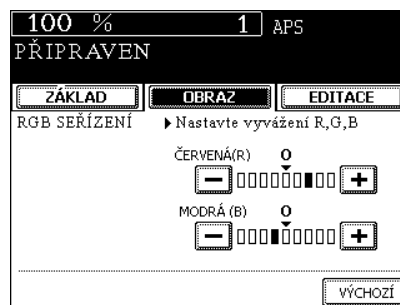 100 % 1 APS
PŘIPRAVEN
ZÁKLAD OBRAZ EDITACE
RGB SEŘÍZENÍ ▶Nastavte vyvážení R,G,B
ČERVENÁ(R) 0
− +
MODRÁ (B) 0
− +
VÝCHOZÍ